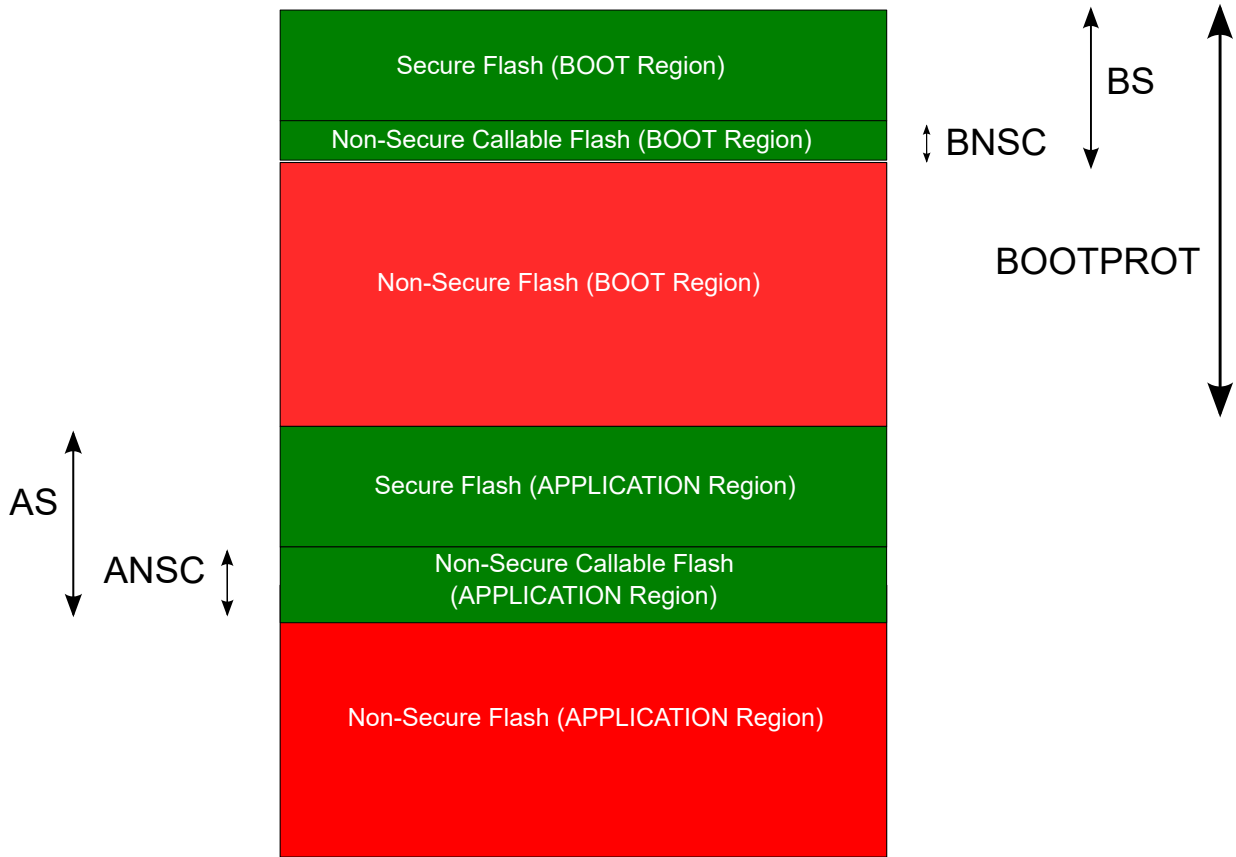 Secure Flash (BOOT Region)
BS
Non-Secure Callable Flash (BOOT Region)
BNSC
BOOTPROT
Non-Secure Flash (BOOT Region)
Secure Flash (APPLICATION Region)
AS
ANSC
Non-Secure Callable Flash
(APPLICATION Region)
Non-Secure Flash (APPLICATION Region)